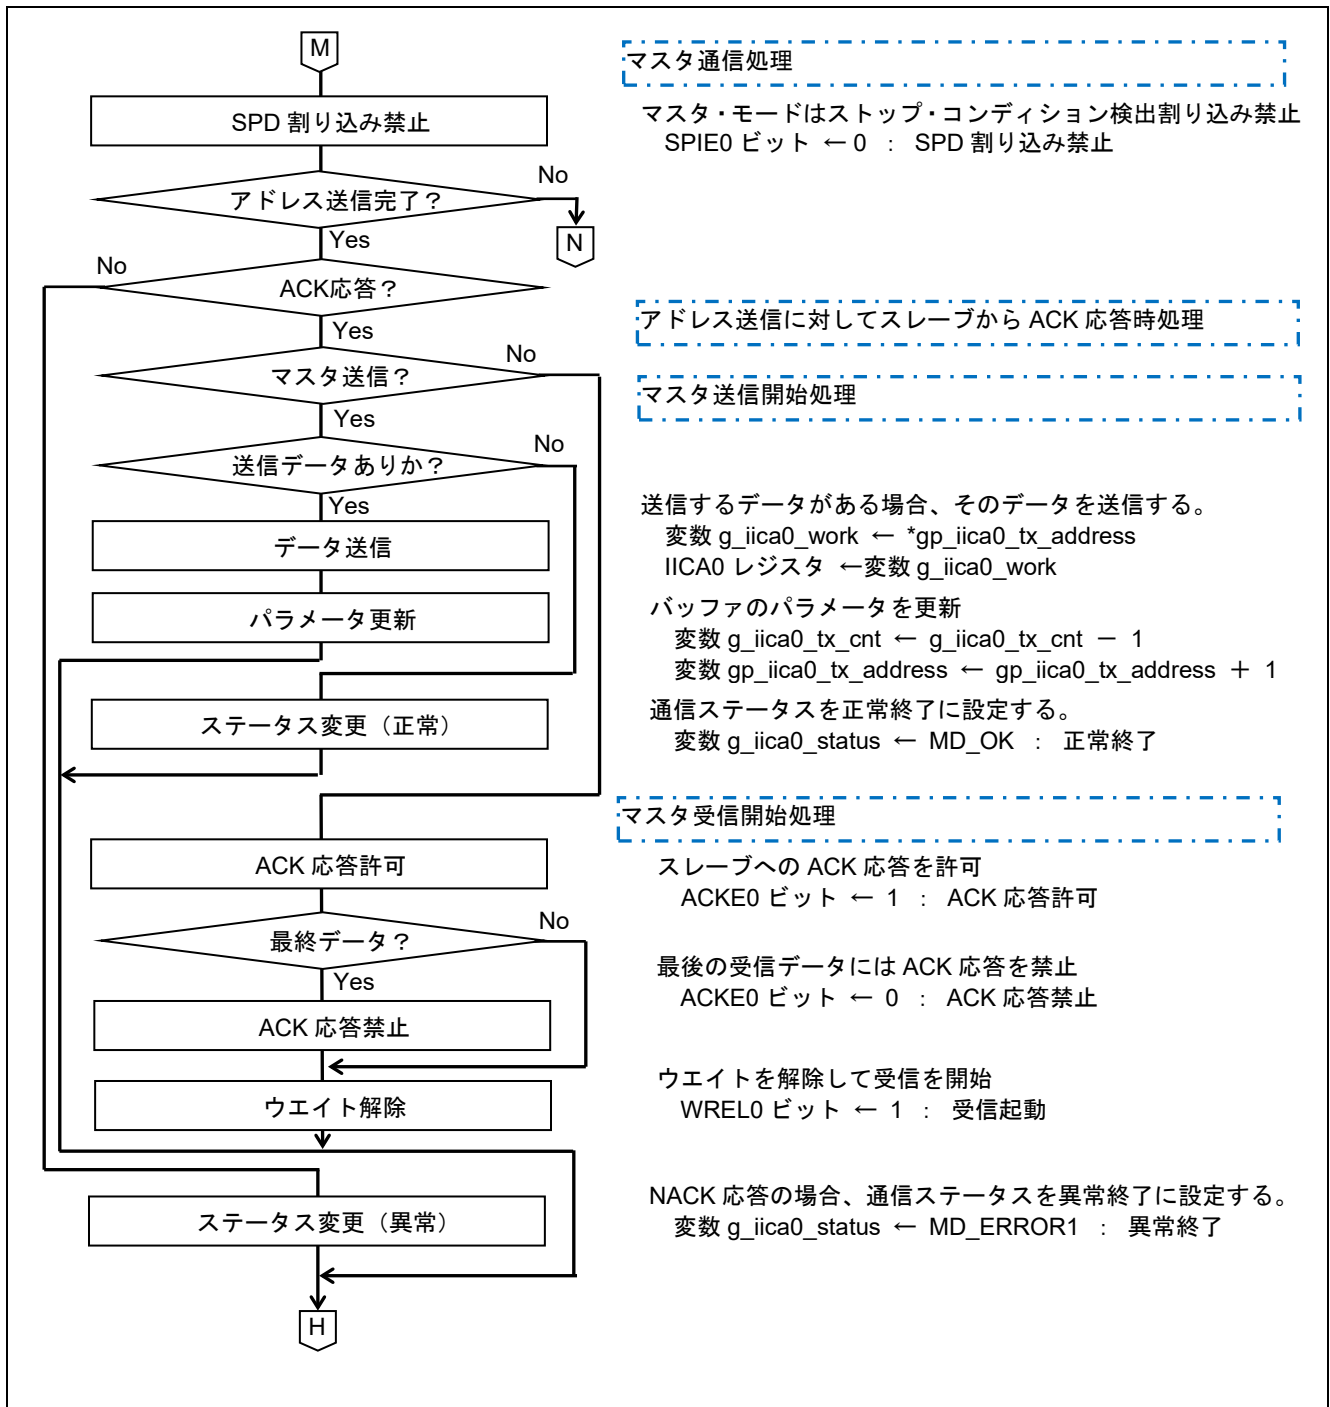 M
マスタ通信処理
SPD 割り込み禁止
マスタ・モードはストップ・コンディション検出割り込み禁止
SPIE0 ビット ← 0 : SPD 割り込み禁止
アドレス送信完了？
No
N
Yes
No
ACK応答？
アドレス送信に対してスレーブから ACK 応答時処理
Yes
マスタ送信？
No
マスタ送信開始処理
Yes
送信データありか？
No
Yes
送信するデータがある場合、そのデータを送信する。
変数 g_iica0_work ← *gp_iica0_tx_address
データ送信
IICA0 レジスタ ←変数 g_iica0_work
パラメータ更新
バッファのパラメータを更新
変数 g_iica0_tx_cnt ← g_iica0_tx_cnt － 1
変数 gp_iica0_tx_address ← gp_iica0_tx_address ＋ 1
ステータス変更（正常）
通信ステータスを正常終了に設定する。
変数 g_iica0_status ← MD_OK : 正常終了
マスタ受信開始処理
ACK 応答許可
スレーブへの ACK 応答を許可
ACKE0 ビット ← 1 : ACK 応答許可
最終データ？
No
Yes
最後の受信データには ACK 応答を禁止
ACKE0 ビット ← 0 : ACK 応答禁止
ACK 応答禁止
ウエイト解除
ウエイトを解除して受信を開始
WREL0 ビット ← 1 : 受信起動
ステータス変更（異常）
NACK 応答の場合、通信ステータスを異常終了に設定する。
変数 g_iica0_status ← MD_ERROR1 : 異常終了
H